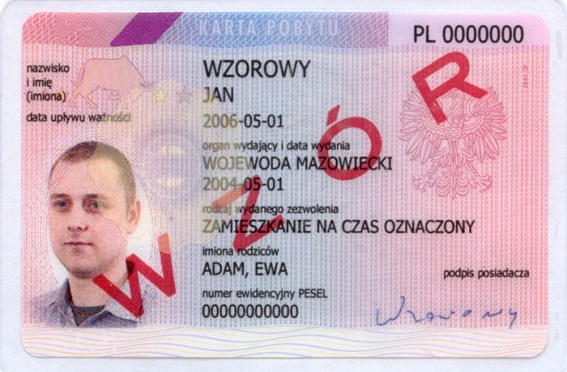 KARTA POBYTU
PL 0000000
nazwisko
i imię
(imiona)
WZOROWY
JAN
data upływu ważności
2006-05-01
organ wydający i data wydania
WOJEWODA MAZOWIECKI
2004-05-01
rodzaj wydanego zezwolenia
ZAMIESZKANIE NA CZAS OZNACZONY
imiona rodziców
ADAM, EWA
podpis posiadacza
numer ewidencyjny PESEL
00000000000
Wzorowy
WZÓR